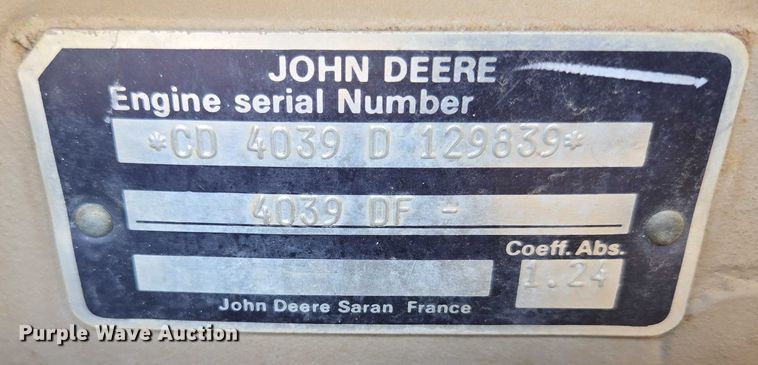 JOHN DEERE
Engine serial Number
*CD 4039 D 129839*
4039 DF -
Coeff. Abs.
1.24
John Deere Saran France
Purple Wave Auction